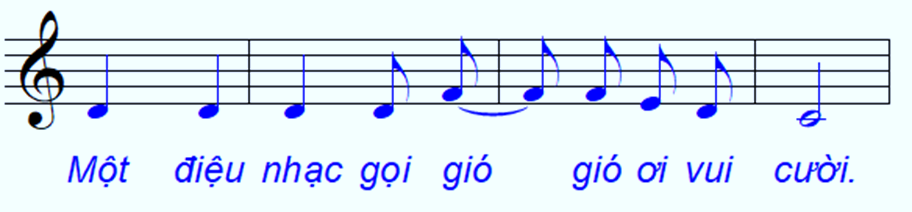 Một điệu nhạc gọi gió gió ơi vui cười.